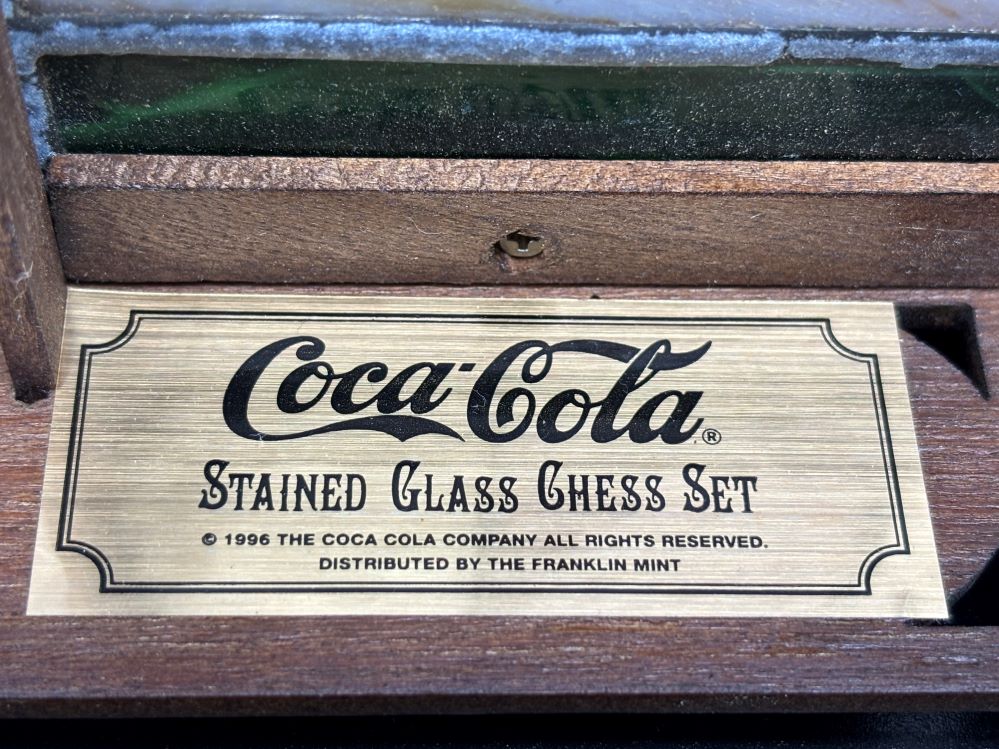 Coca-Cola®
STAINED GLASS CHESS SET
© 1996 THE COCA COLA COMPANY ALL RIGHTS RESERVED.
DISTRIBUTED BY THE FRANKLIN MINT